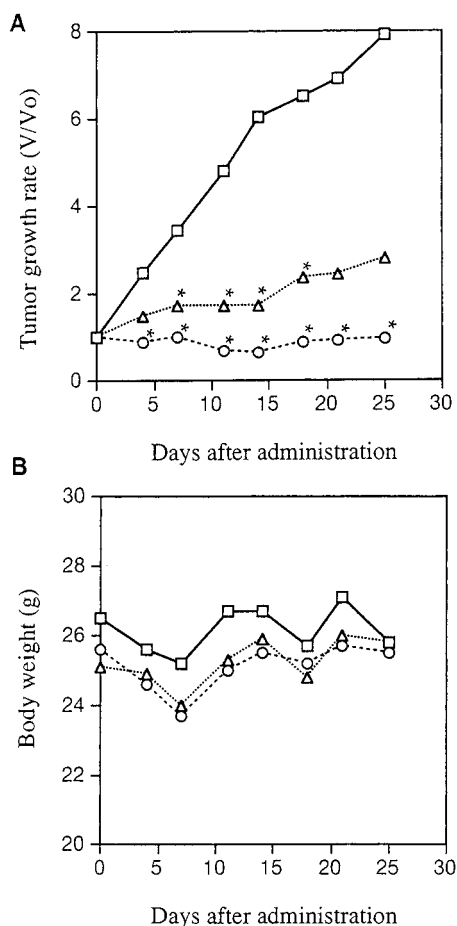 A
8
6
4
2
0
Tumor growth rate (V/Vo)
* * * *
* * * * * * *
0 5 10 15 20 25 30
Days after administration
B
30
28
26
24
22
20
Body weight (g)
0 5 10 15 20 25 30
Days after administration